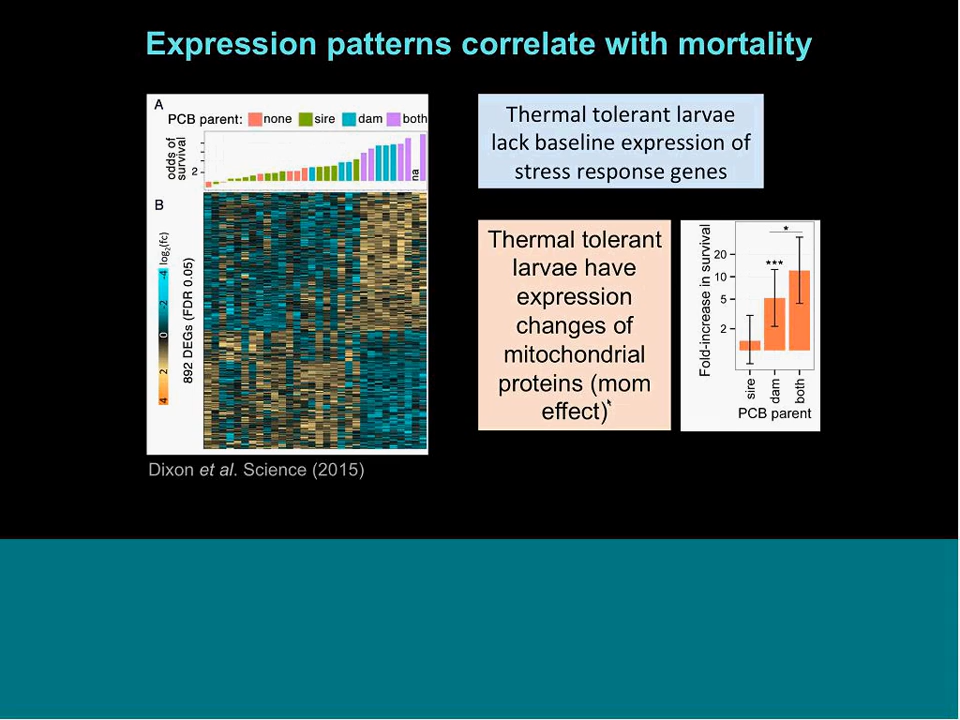 Expression patterns correlate with mortality
A
PCB parent: none sire dam both
odds of
survival
2
na
B
log2(fc)
-4
-2
0
2
4
892 DEGs (FDR 0.05)
Dixon et al. Science (2015)
Thermal tolerant larvae
lack baseline expression of
stress response genes
Thermal tolerant
larvae have
expression
changes of
mitochondrial
proteins (mom
effect)
Fold-increase in survival
20
10
5
2
***
*
sire
dam
both
PCB parent